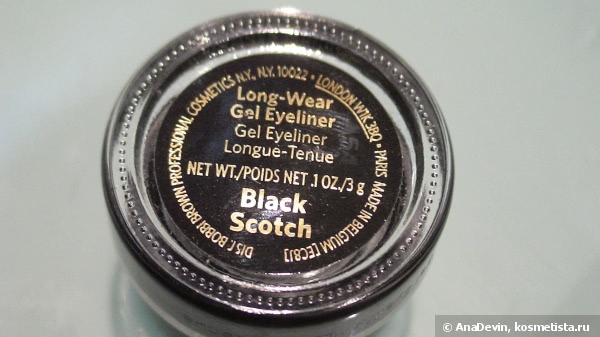 DIST. BOBBI BROWN PROFESSIONAL COSMETICS N.Y., N.Y. 10022 • LONDON W1K 3BQ • PARIS MADE IN BELGIUM [EC81]
Long-Wear
Gel Eyeliner
Gel Eyeliner
Longue-Tenue
NET WT./POIDS NET .1 OZ./3 g
Black
Scotch
© AnaDevin, kosmetista.ru